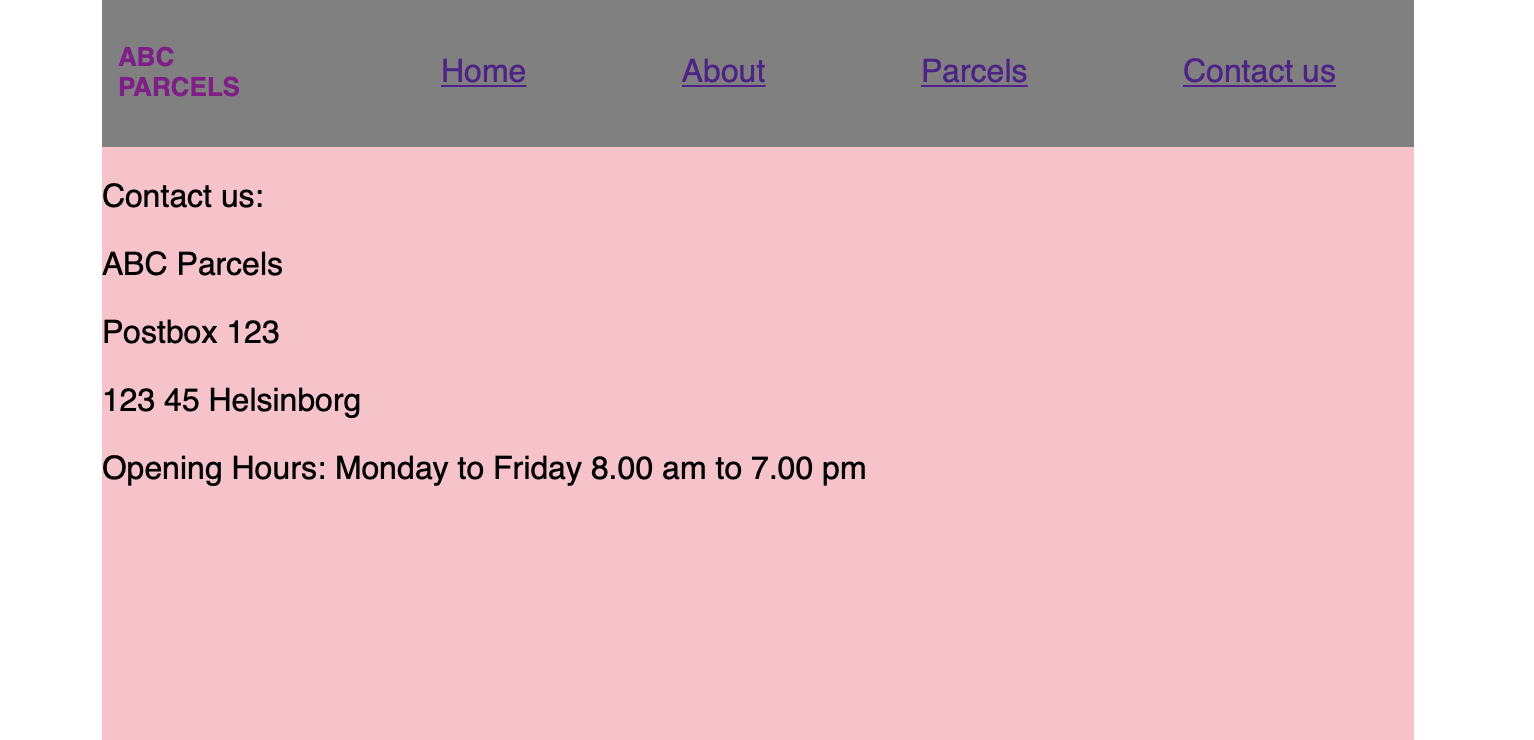 ABC
PARCELS
Home About Parcels Contact us
Contact us:
ABC Parcels
Postbox 123
123 45 Helsinborg
Opening Hours: Monday to Friday 8.00 am to 7.00 pm